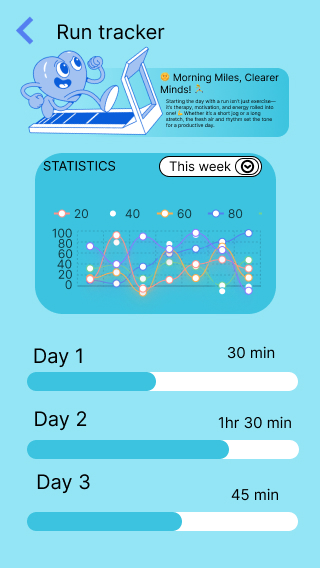 Run tracker
🌞 Morning Miles, Clearer
Minds! 🏃
Starting the day with a run isn't just exercise—
it's therapy, motivation, and energy rolled into
one! Whether it's a short jog or a long
stretch, the fresh air and rhythm set the tone
for a productive day.
STATISTICS
This week
20 40 60 80
100
80
60
40
20
0
Day 1
30 min
Day 2
1hr 30 min
Day 3
45 min